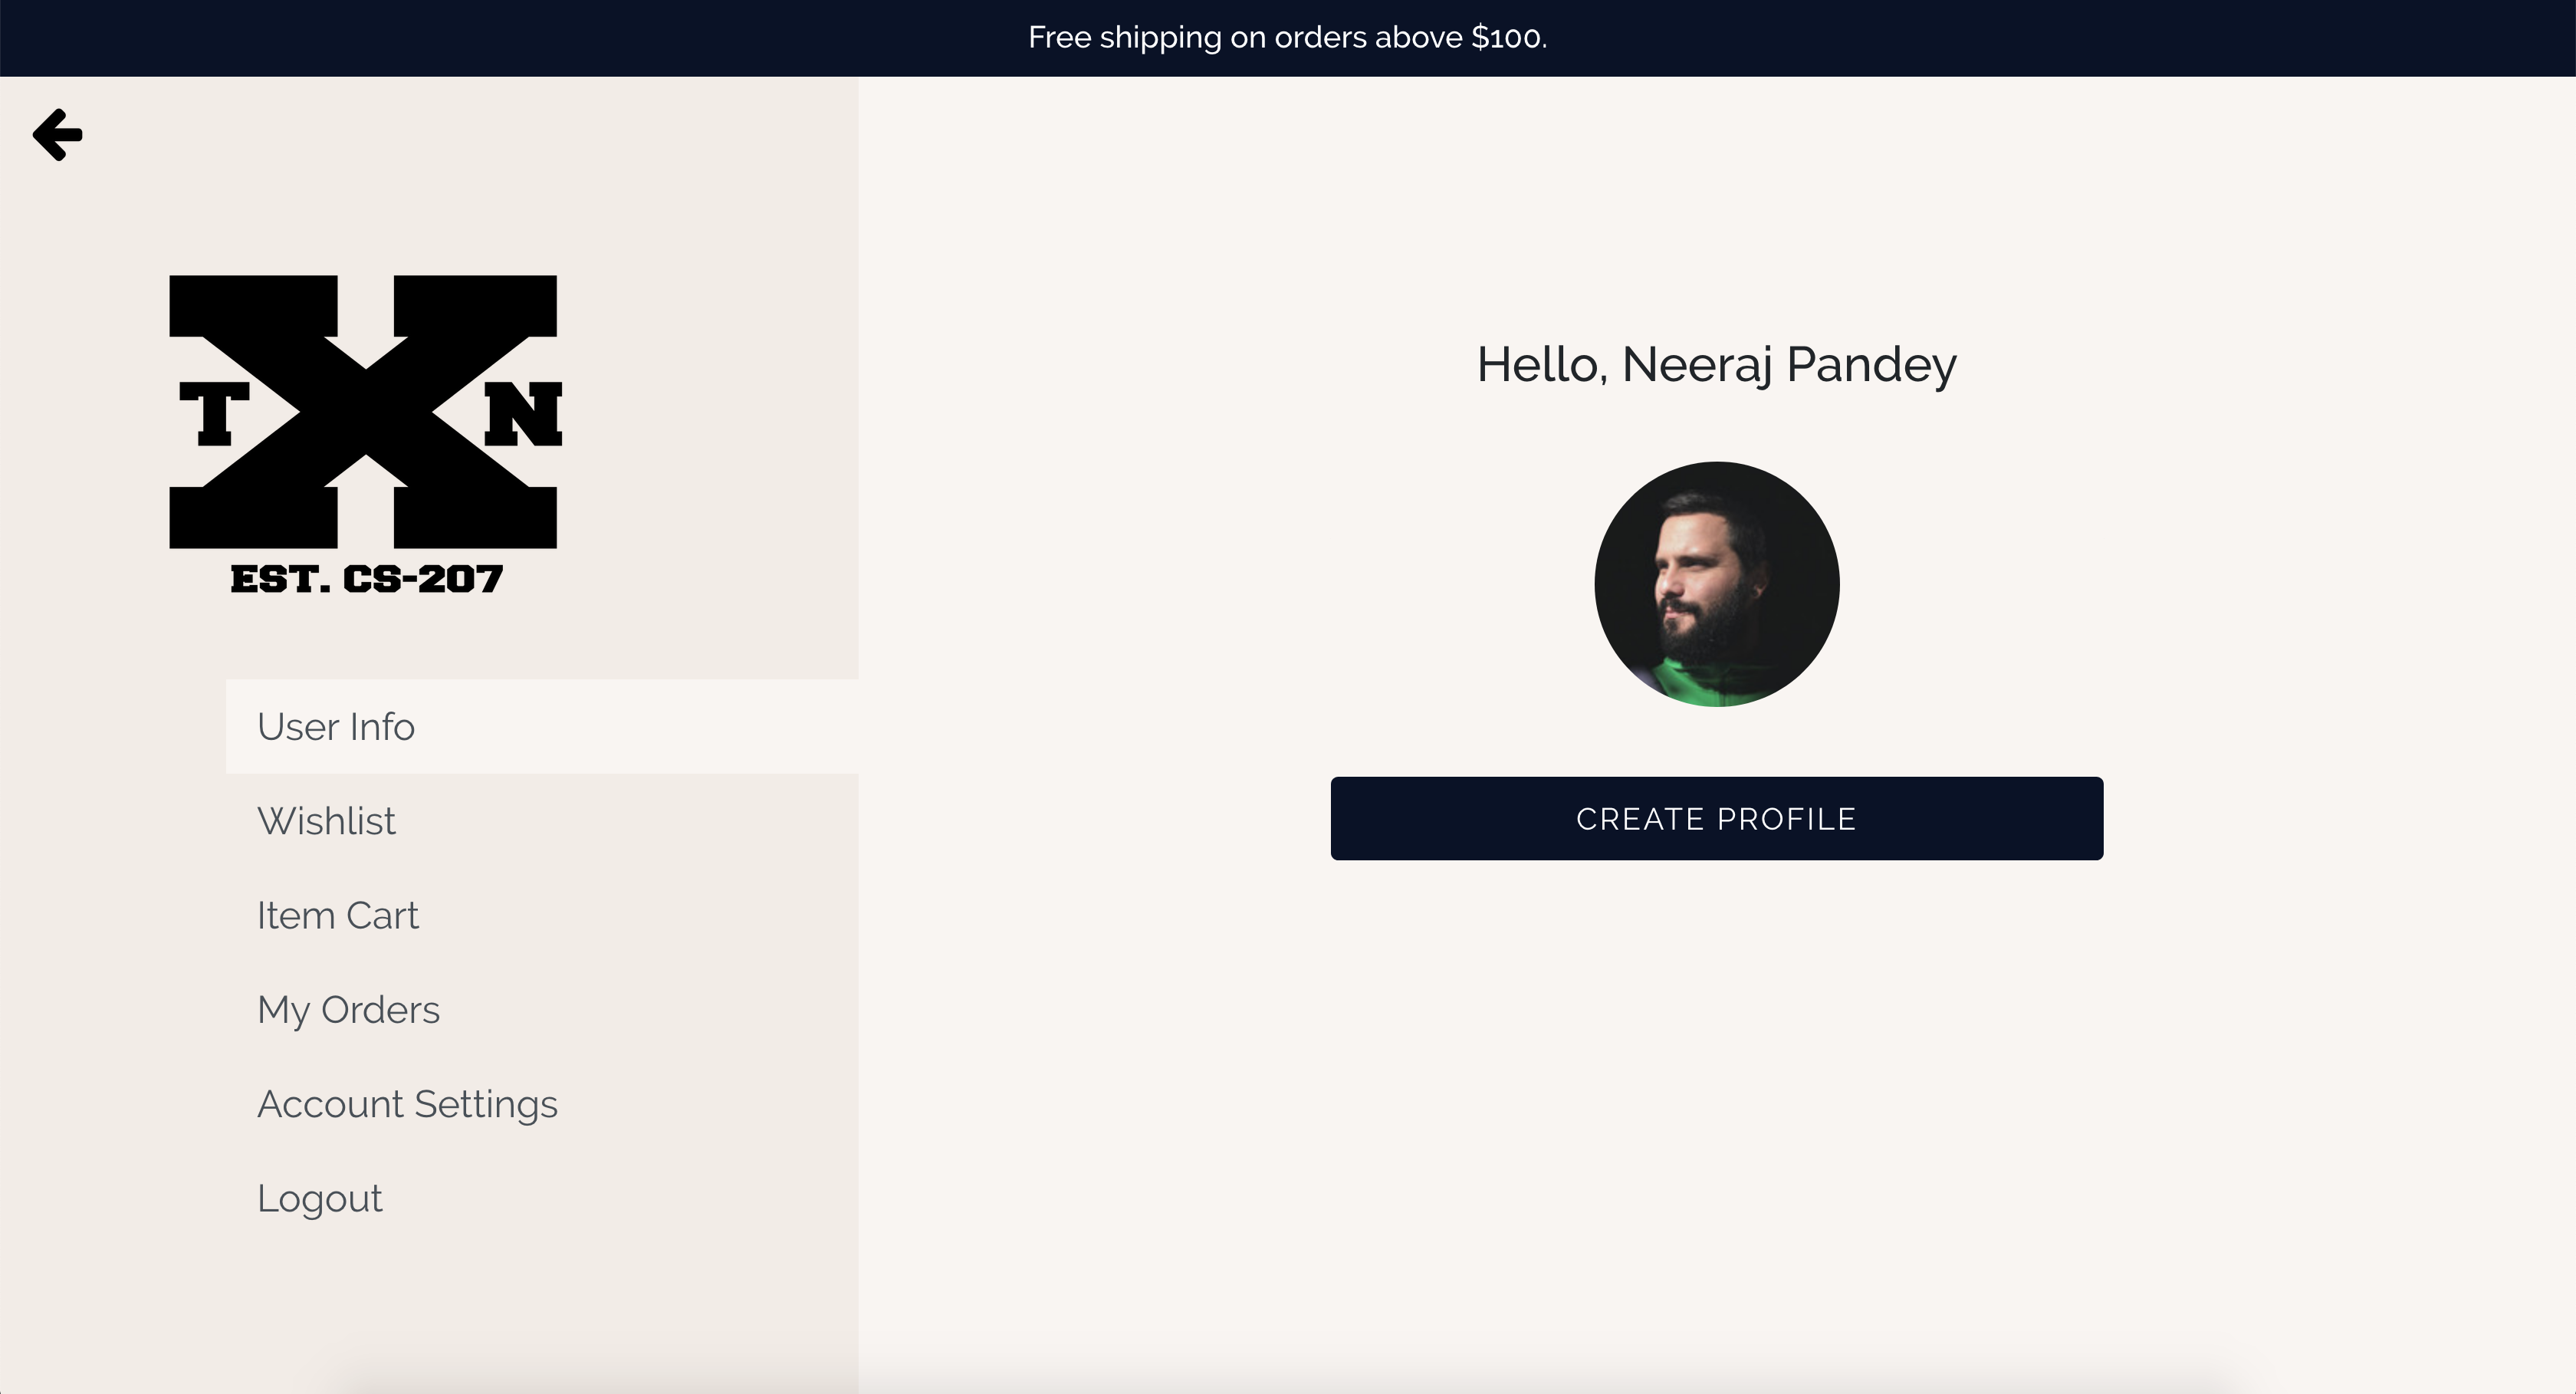 Free shipping on orders above $100.
T X N
EST. CS-207
User Info
Wishlist
Item Cart
My Orders
Account Settings
Logout
Hello, Neeraj Pandey
CREATE PROFILE